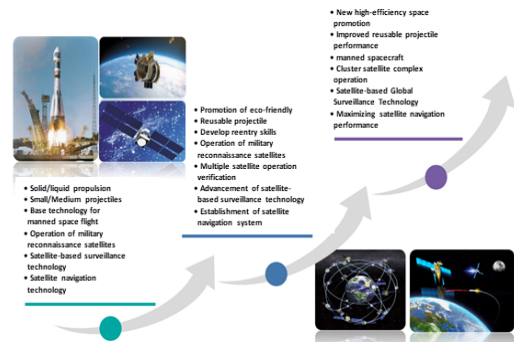 • Solid/liquid propulsion
• Small/Medium projectiles
• Base technology for
manned space flight
• Operation of military
reconnaissance satellites
• Satellite-based surveillance
technology
• Satellite navigation
technology
• Promotion of eco-friendly
• Reusable projectile
• Develop reentry skills
• Operation of military
reconnaissance satellites
• Multiple satellite operation
verification
• Advancement of satellite-
based surveillance technology
• Establishment of satellite
navigation system
• New high-efficiency space
promotion
• Improved reusable projectile
performance
• manned spacecraft
• Cluster satellite complex
operation
• Satellite-based Global
Surveillance Technology
• Maximizing satellite navigation
performance